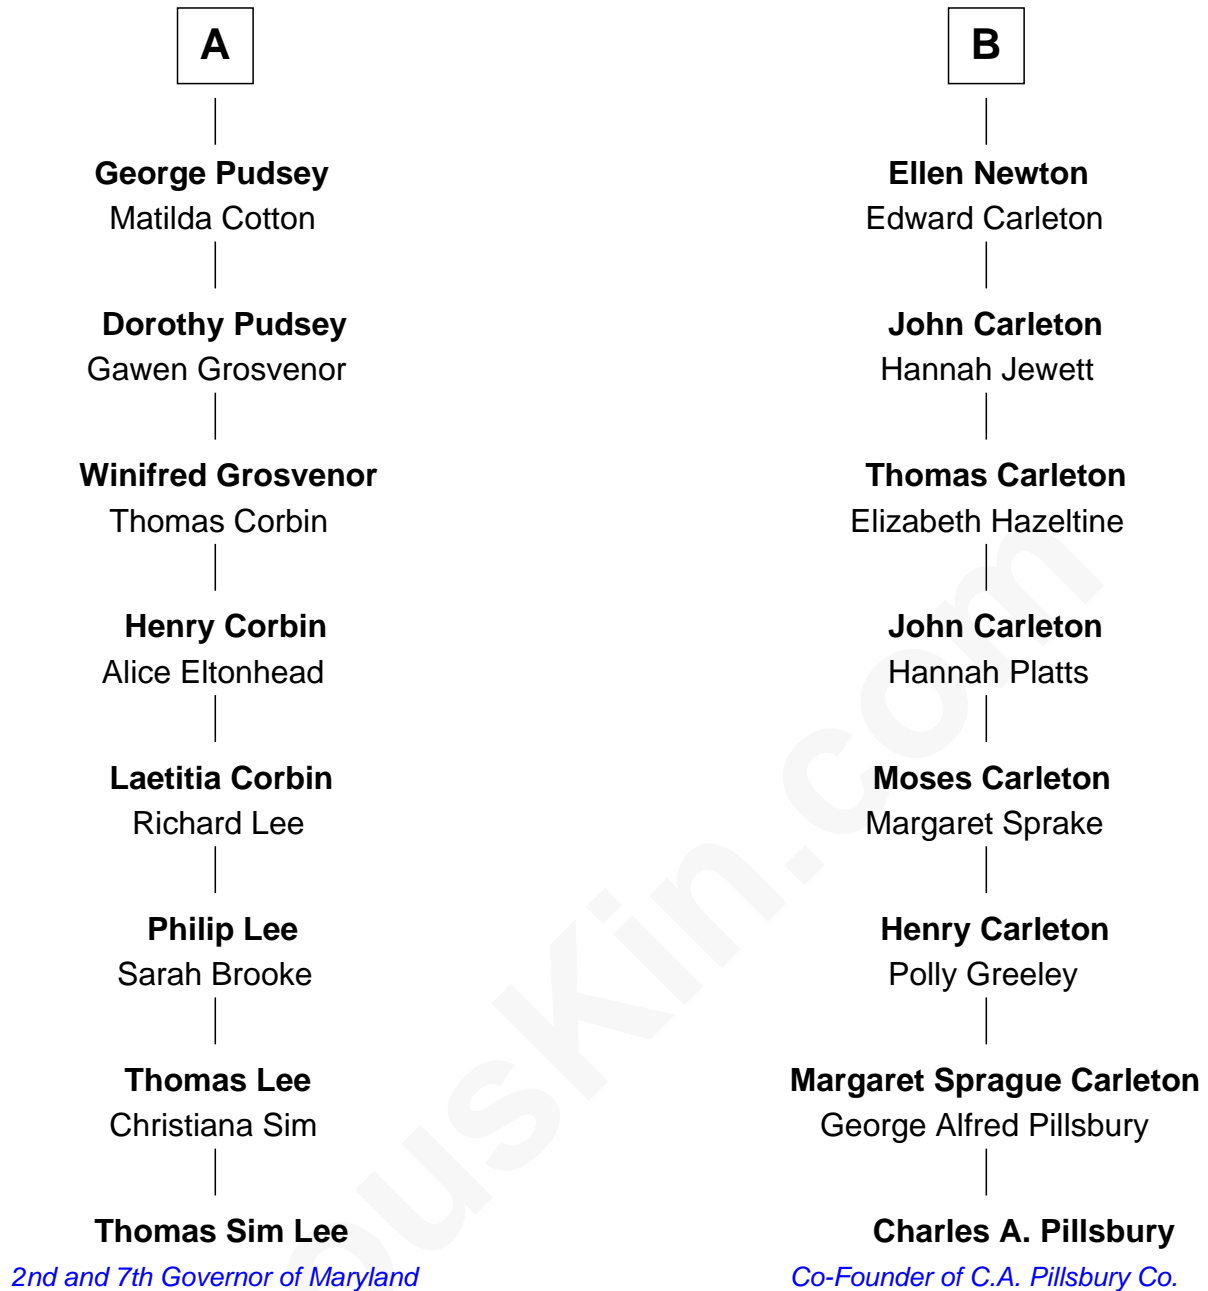 A
George Pudsey
Matilda Cotton
Dorothy Pudsey
Gawen Grosvenor
Winifred Grosvenor
Thomas Corbin
Henry Corbin
Alice Eltonhead
Laetitia Corbin
Richard Lee
Philip Lee
Sarah Brooke
Thomas Lee
Christiana Sim
Thomas Sim Lee
2nd and 7th Governor of Maryland
B
Ellen Newton
Edward Carleton
John Carleton
Hannah Jewett
Thomas Carleton
Elizabeth Hazeltine
John Carleton
Hannah Platts
Moses Carleton
Margaret Sprake
Henry Carleton
Polly Greeley
Margaret Sprague Carleton
George Alfred Pillsbury
Charles A. Pillsbury
Co-Founder of C.A. Pillsbury Co.
ousKin.com